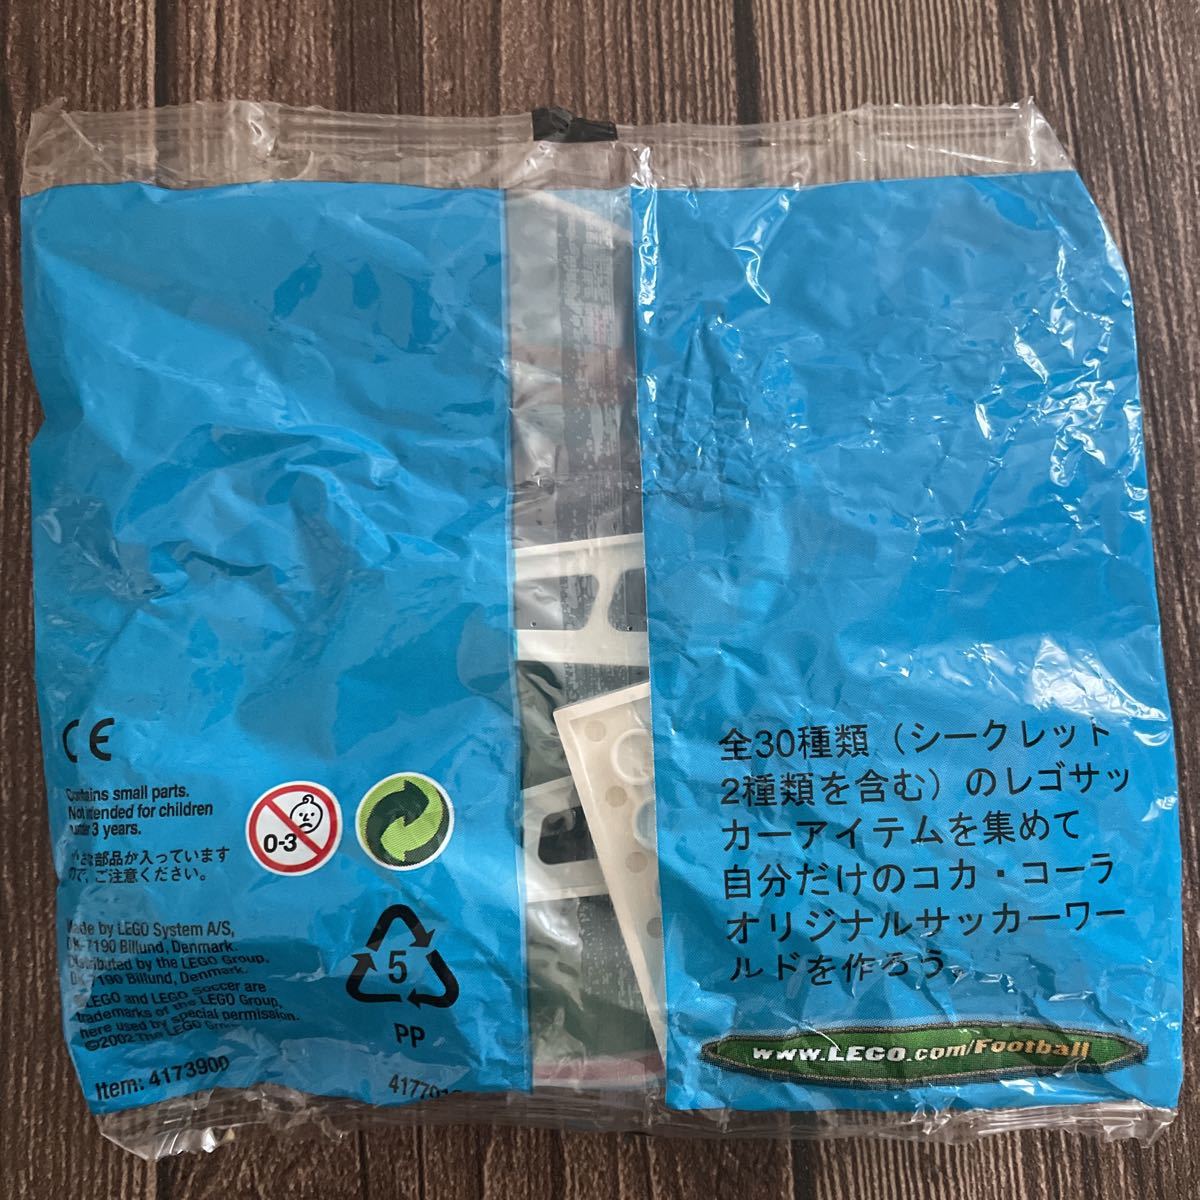 CE
Contains small parts.
Not intended for children
under 3 years.
部品が入っています
ので、ご注意ください。
0-3
Made by LEGO System A/S,
DK-7190 Billund, Denmark.
Distributed by the LEGO Group,
DK-7190 Billund, Denmark.
LEGO and LEGO Soccer are
trademarks of the LEGO Group,
here used by special permission.
©2002 The LEGO
Item: 4173900
5
PP
全30種類（シークレット
2種類を含む）のレゴサッ
カーアイテムを集めて
自分だけのコカ・コーラ
オリジナルサッカーワー
ルドを作ろう。
www.LEGO.com/Football